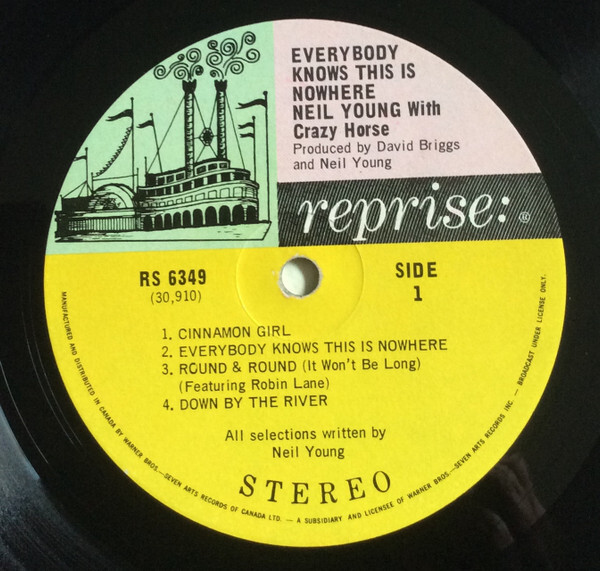 EVERYBODY
KNOWS THIS IS
NOWHERE
NEIL YOUNG With
Crazy Horse
Produced by David Briggs
and Neil Young
reprise: ®
RS 6349
(30,910)
SIDE
1
1. CINNAMON GIRL
2. EVERYBODY KNOWS THIS IS NOWHERE
3. ROUND & ROUND (It Won't Be Long)
(Featuring Robin Lane)
4. DOWN BY THE RIVER
All selections written by
Neil Young
STEREO
MANUFACTURED AND DISTRIBUTED IN CANADA BY WARNER BROS.—SEVEN ARTS RECORDS OF CANADA LTD. — A SUBSIDIARY AND LICENSEE OF WARNER BROS.—SEVEN ARTS RECORDS INC. — BROADCAST UNDER LICENSE ONLY.